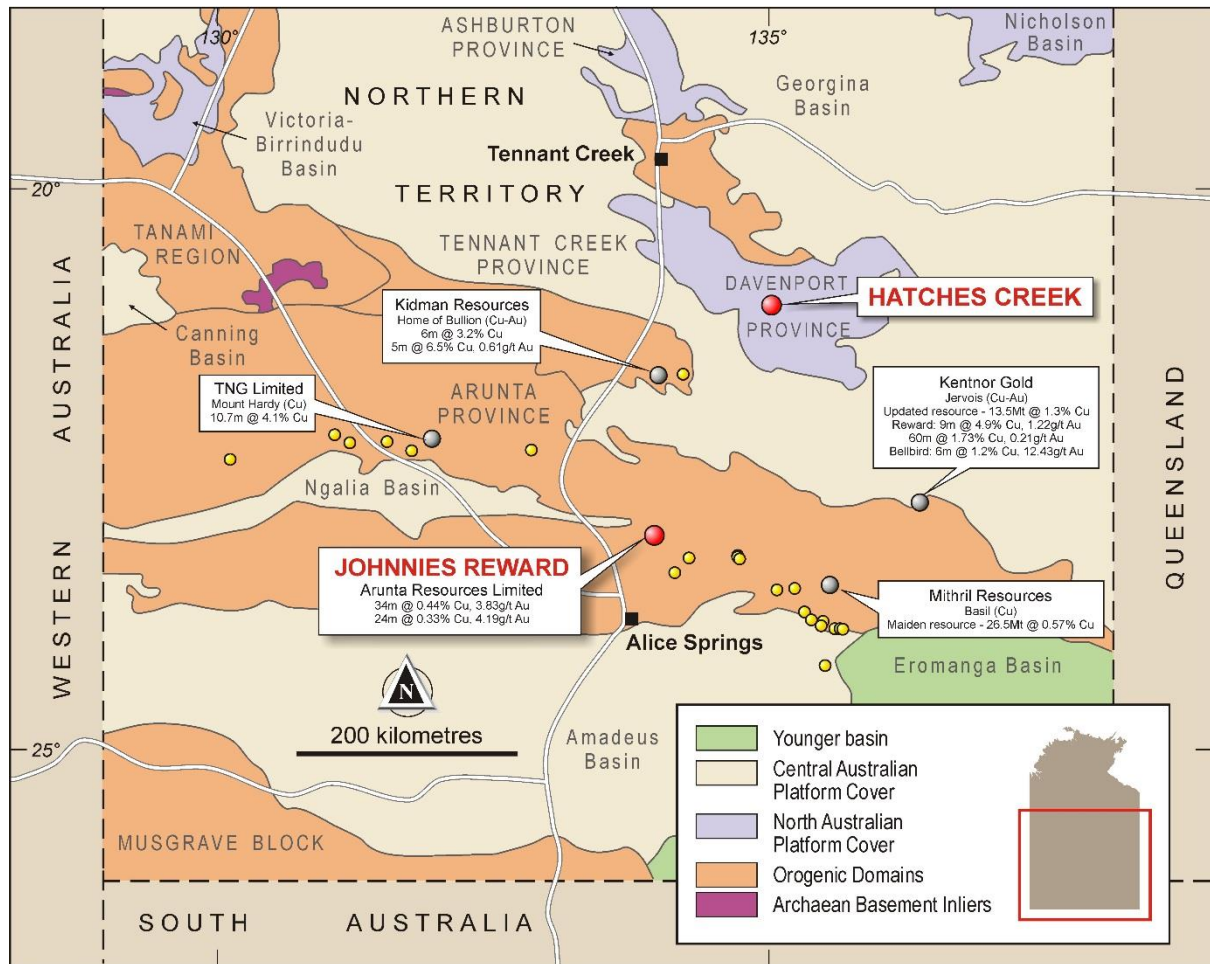 130°
ASHBURTON
PROVINCE
135°
Nicholson
Basin
NORTHERN
Georgina
Basin
Victoria-
Birrindudu
Basin
Tennant Creek
20°
TERRITORY
TANAMI
REGION
TENNANT CREEK
PROVINCE
DAVENPORT
PROVINCE
HATCHES CREEK
Kidman Resources
Home of Bullion (Cu-Au)
6m @ 3.2% Cu
5m @ 6.5% Cu, 0.61g/t Au
Canning
Basin
TNG Limited
Mount Hardy (Cu)
10.7m @ 4.1% Cu
ARUNTA
PROVINCE
Kentnor Gold
Jervois (Cu-Au)
Updated resource - 13.5Mt @ 1.3% Cu
Reward: 9m @ 4.9% Cu, 1.22g/t Au
60m @ 1.73% Cu, 0.21g/t Au
Bellbird: 6m @ 1.2% Cu, 12.43g/t Au
WESTERN AUSTRALIA
QUEENSLAND
Ngalia Basin
JOHNNIES REWARD
Arunta Resources Limited
34m @ 0.44% Cu, 3.83g/t Au
24m @ 0.33% Cu, 4.19g/t Au
Mithril Resources
Basil (Cu)
Maiden resource - 26.5Mt @ 0.57% Cu
Alice Springs
Eromanga Basin
N
200 kilometres
Amadeus
Basin
25°
MUSGRAVE BLOCK
SOUTH AUSTRALIA
Younger basin
Central Australian
Platform Cover
North Australian
Platform Cover
Orogenic Domains
Archaean Basement Inliers